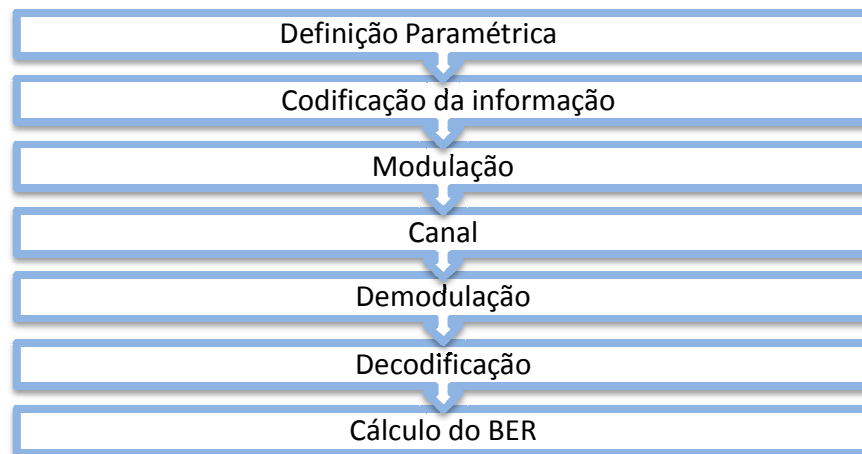 Definição Paramétrica
Codificação da informação
Modulação
Canal
Demodulação
Decodificação
Cálculo do BER